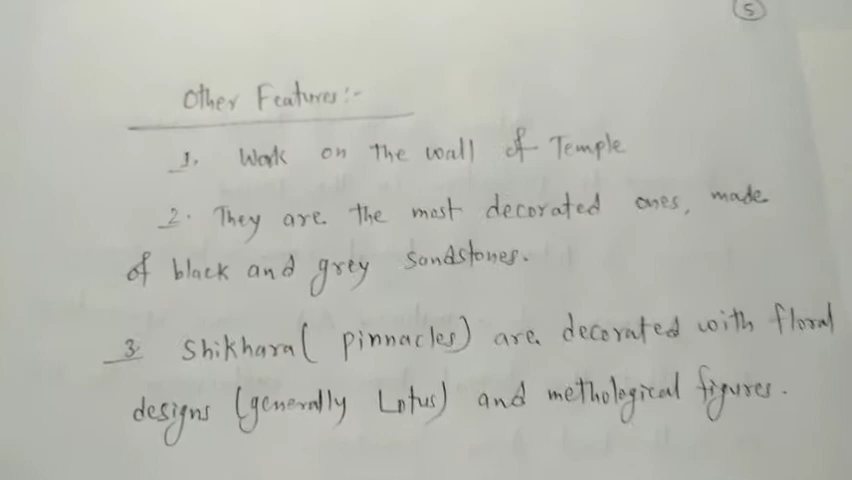 5
Other Features:-
1. Work on the wall of Temple
2. They are the most decorated ones, made
of black and grey Sandstones.
3 Shikhara( pinnacles) are decorated with floral
designs (generally Lotus) and methological figures.